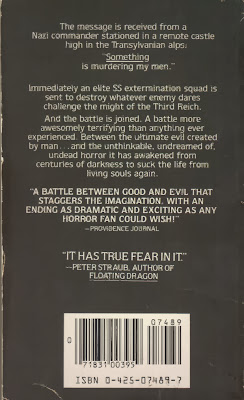 The message is received from a
Nazi commander stationed in a remote castle
high in the Transylvanian alps:
"Something
is murdering my men."
Immediately an elite SS extermination squad is
sent to destroy whatever enemy dares
challenge the might of the Third Reich.
And the battle is joined. A battle more
awesomely terrifying than anything ever
experienced. Between the ultimate evil created
by man...and the unthinkable, undreamed of,
undead horror it has awakened from
centuries of darkness to suck the life from
living souls again.
"A BATTLE BETWEEN GOOD AND EVIL THAT
STAGGERS THE IMAGINATION. WITH AN
ENDING AS DRAMATIC AND EXCITING AS ANY
HORROR FAN COULD WISH!"
—PROVIDENCE JOURNAL
"IT HAS TRUE FEAR IN IT."
—PETER STRAUB, AUTHOR OF
FLOATING DRAGON
07489
0
71831 00395
ISBN 0-425-07489-7